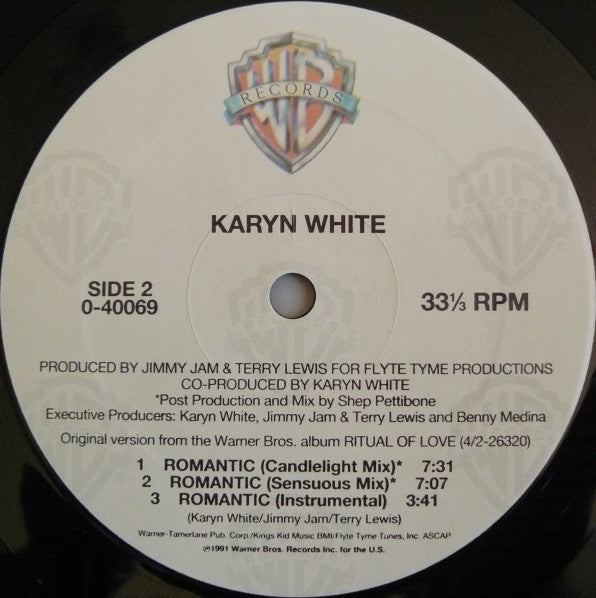 WB
RECORDS
KARYN WHITE
SIDE 2
0-40069
33⅓ RPM
PRODUCED BY JIMMY JAM & TERRY LEWIS FOR FLYTE TYME PRODUCTIONS
CO-PRODUCED BY KARYN WHITE
*Post Production and Mix by Shep Pettibone
Executive Producers: Karyn White, Jimmy Jam & Terry Lewis and Benny Medina
Original version from the Warner Bros. album RITUAL OF LOVE (4/2-26320)
1 ROMANTIC (Candlelight Mix)* 7:31
2 ROMANTIC (Sensuous Mix)* 7:07
3 ROMANTIC (Instrumental) 3:41
(Karyn White/Jimmy Jam/Terry Lewis)
Warner-Tamerlane Pub. Corp./Kings Kid Music BMI/Flyte Tyme Tunes, Inc. ASCAP
℗1991 Warner Bros. Records Inc. for the U.S.